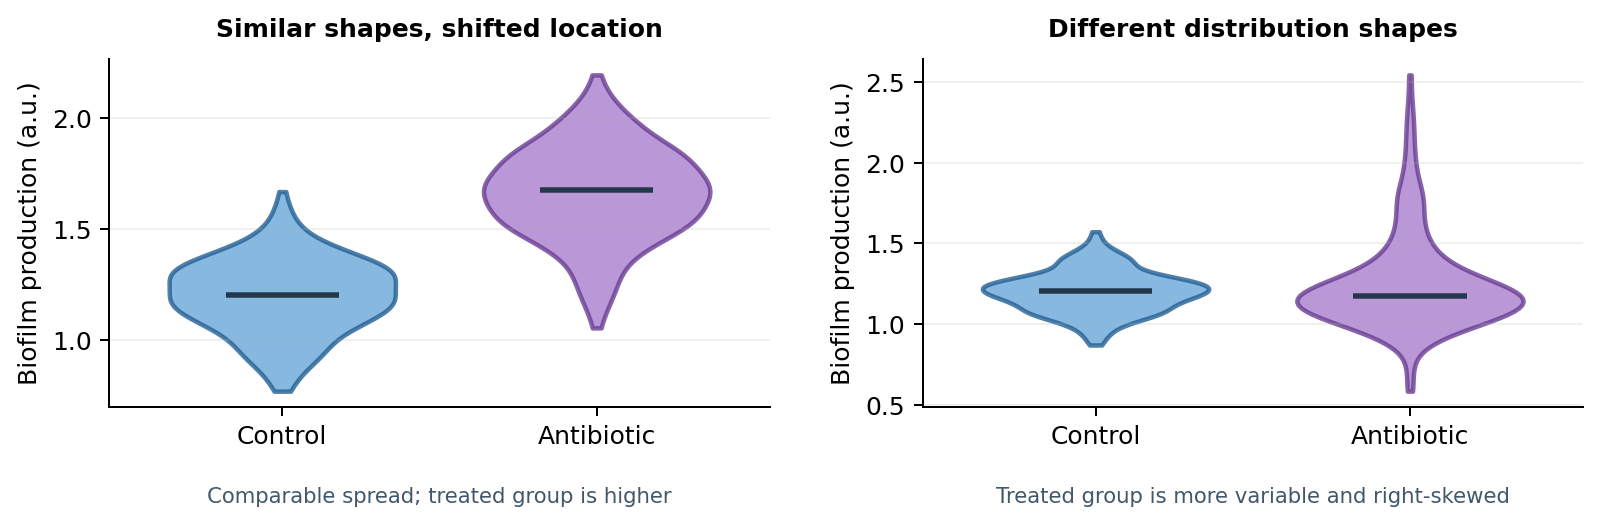 Similar shapes, shifted location
Biofilm production (a.u.)
2.0
1.5
1.0
Control
Antibiotic
Comparable spread; treated group is higher
Different distribution shapes
Biofilm production (a.u.)
2.5
2.0
1.5
1.0
0.5
Control
Antibiotic
Treated group is more variable and right-skewed